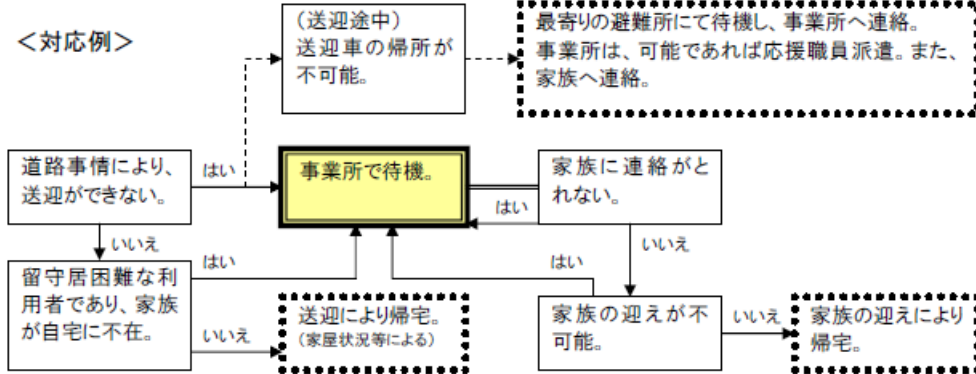 ＜対応例＞
(送迎途中)
送迎車の帰所が
不可能。
最寄りの避難所にて待機し、事業所へ連絡。
事業所は、可能であれば応援職員派遣。また、
家族へ連絡。
道路事情により、
送迎ができない。
はい
事業所で待機。
家族に連絡がと
れない。
はい
いいえ
いいえ
留守居困難な利
用者であり、家族
が自宅に不在。
はい
はい
いいえ
送迎により帰宅。
(家屋状況等による)
家族の迎えが不
可能。
いいえ
家族の迎えにより
帰宅。